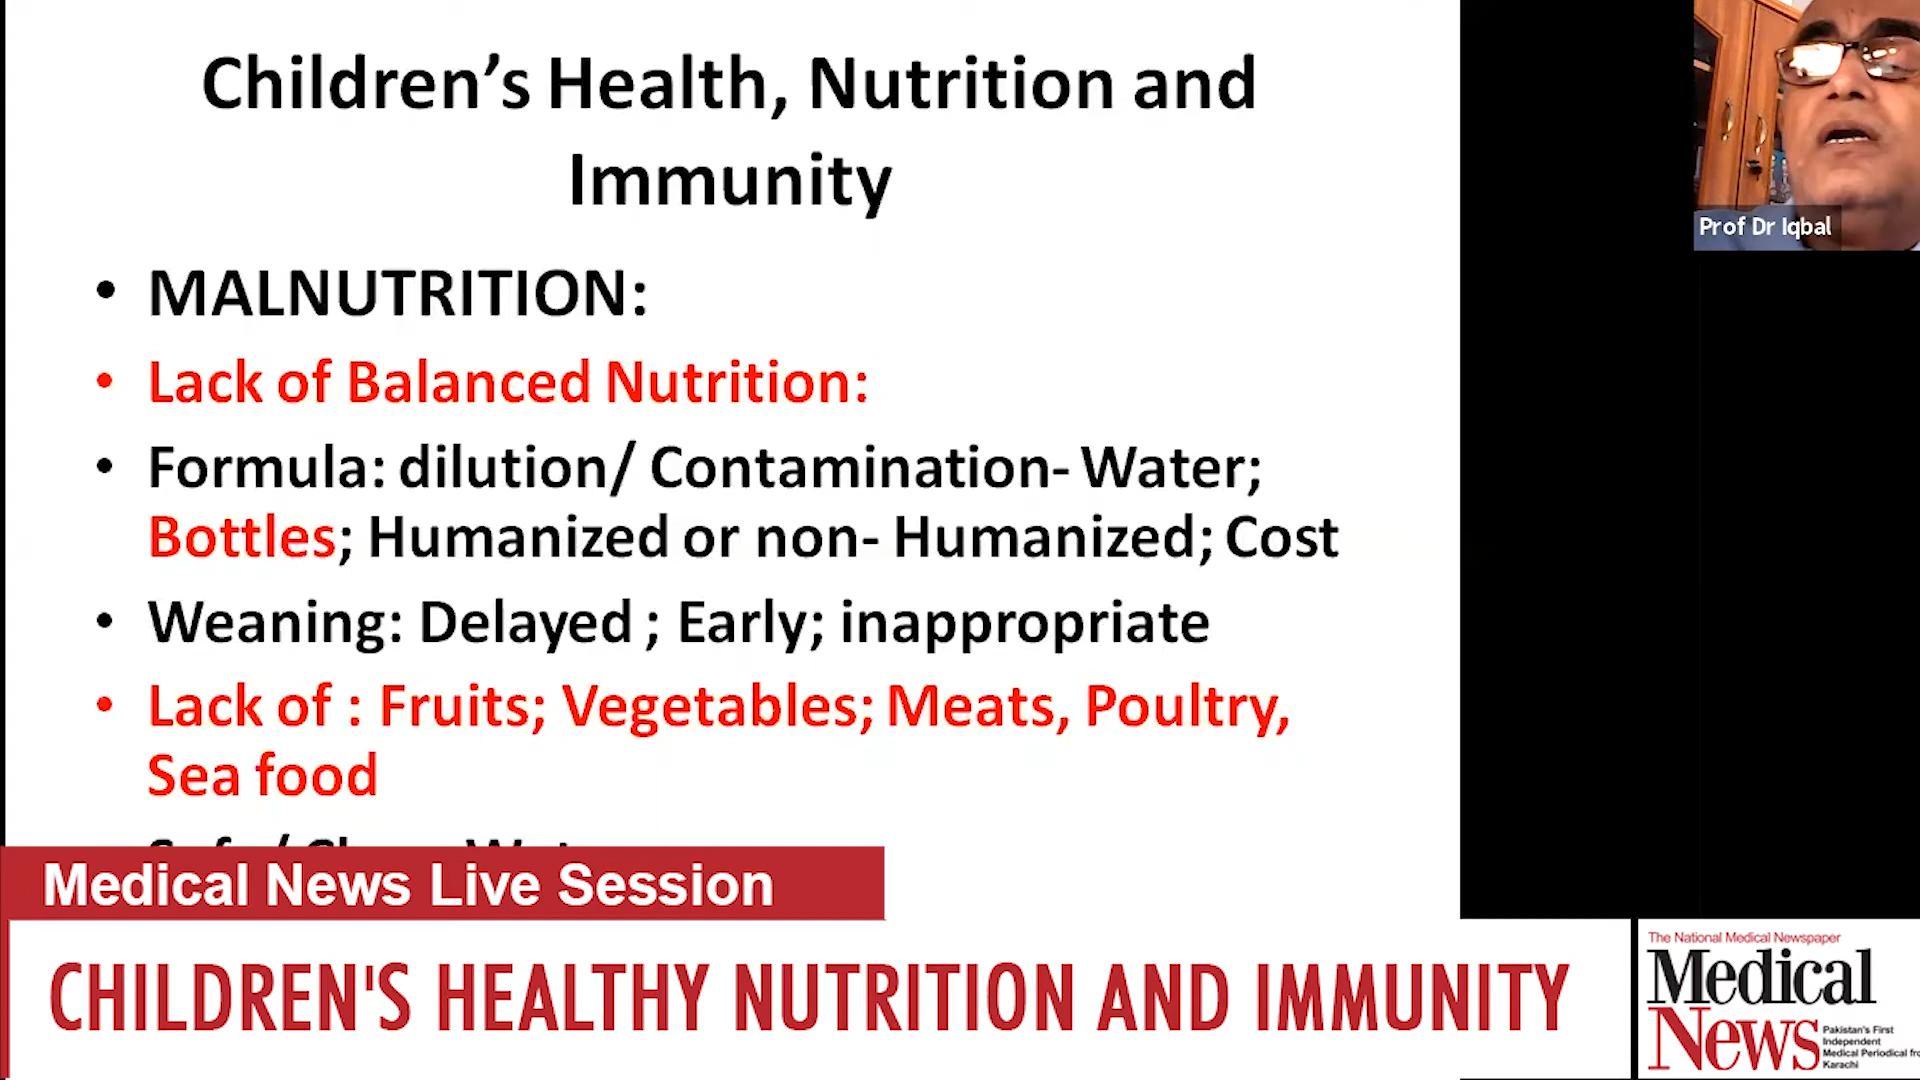 Children’s Health, Nutrition and
Immunity
Prof Dr Iqbal
• MALNUTRITION:
• Lack of Balanced Nutrition:
• Formula: dilution/ Contamination- Water;
Bottles; Humanized or non- Humanized; Cost
• Weaning: Delayed ; Early; inappropriate
• Lack of : Fruits; Vegetables; Meats, Poultry,
Sea food
Medical News Live Session
CHILDREN'S HEALTHY NUTRITION AND IMMUNITY
The National Medical Newspaper
Medical
News
Pakistan's First
Independent
Medical Periodical
Karachi